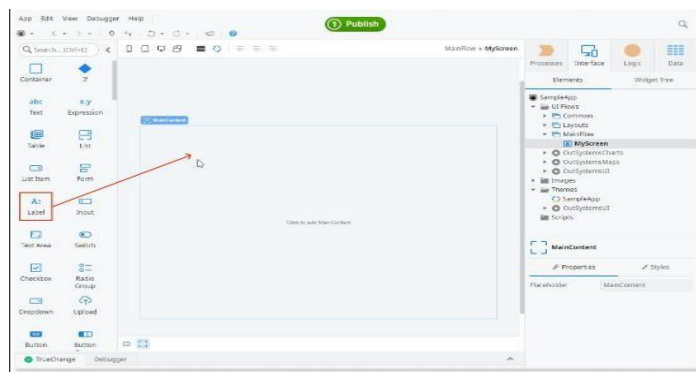 App Edit View Debugger Help
1 Publish
Search... (Ctrl+E)
MainFlow ▸ MyScreen
Processes Interface Logic Data
Elements Widget Tree
Container If
abc x.y
Text Expression
Table List
List Item Form
Label Input
Text Area Switch
Checkbox Radio Group
Dropdown Upload
Button Button
MainContent
Click to add MainContent
SampleApp
UI Flows
Common
Layouts
MainFlow
MyScreen
OutSystemsCharts
OutSystemsMaps
OutSystemsUI
Images
Themes
SampleApp
OutSystemsUI
Scripts
MainContent
Properties Styles
Placeholder MainContent
TrueChange Debugger